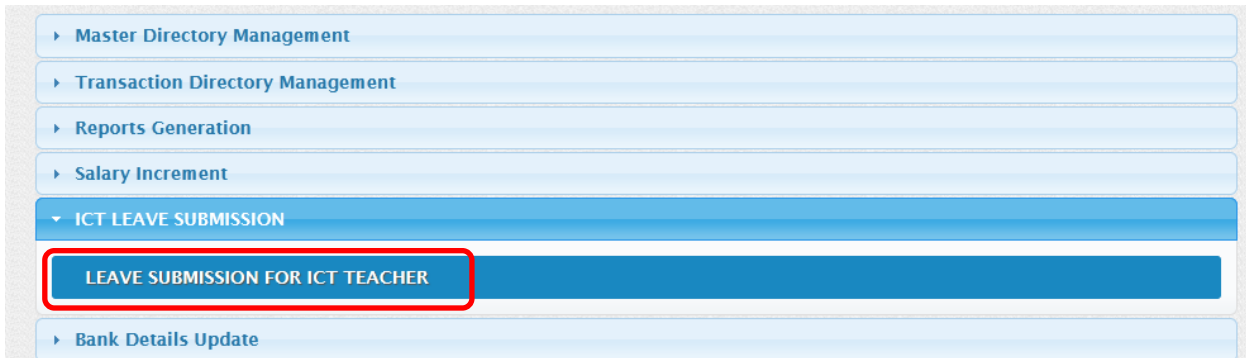 Master Directory Management
Transaction Directory Management
Reports Generation
Salary Increment
ICT LEAVE SUBMISSION
LEAVE SUBMISSION FOR ICT TEACHER
Bank Details Update